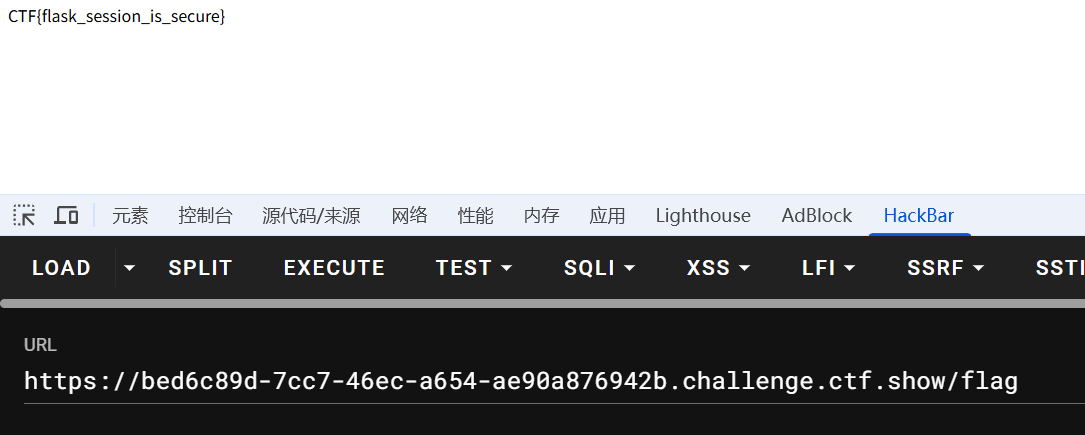 CTF{flask_session_is_secure}
元素 控制台 源代码/来源 网络 性能 内存 应用 Lighthouse AdBlock HackBar
LOAD SPLIT EXECUTE TEST SQLI XSS LFI SSRF SSTI
URL
https://bed6c89d-7cc7-46ec-a654-ae90a876942b.challenge.ctf.show/flag